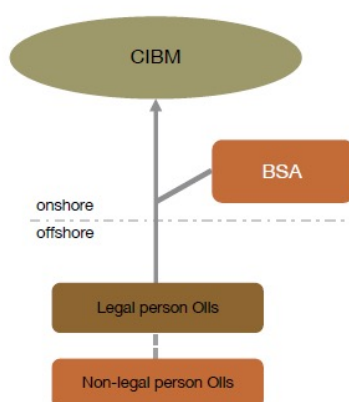 CIBM
BSA
onshore
offshore
Legal person OIIs
Non-legal person OIIs